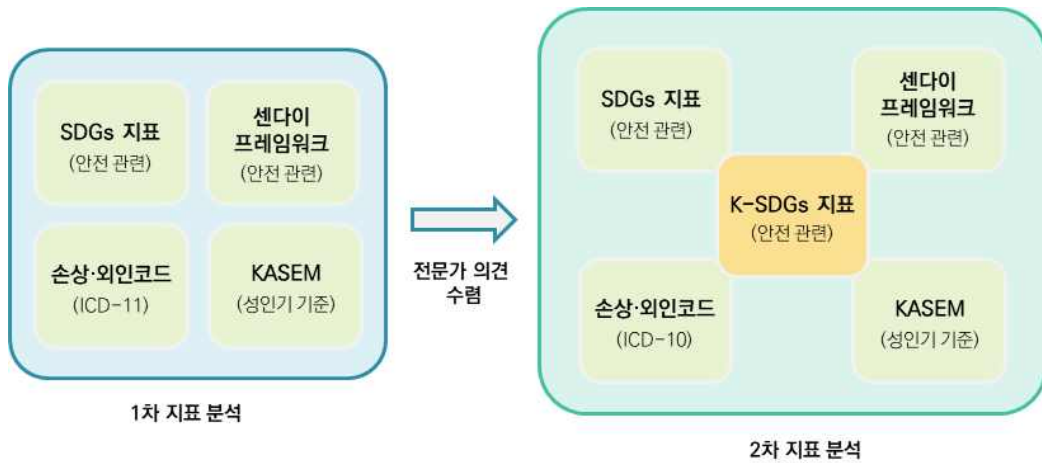 SDGs 지표
(안전 관련)
센다이
프레임워크
(안전 관련)
손상·외인코드
(ICD-11)
KASEM
(성인기 기준)
1차 지표 분석
전문가 의견
수렴
SDGs 지표
(안전 관련)
센다이
프레임워크
(안전 관련)
K-SDGs 지표
(안전 관련)
손상·외인코드
(ICD-10)
KASEM
(성인기 기준)
2차 지표 분석